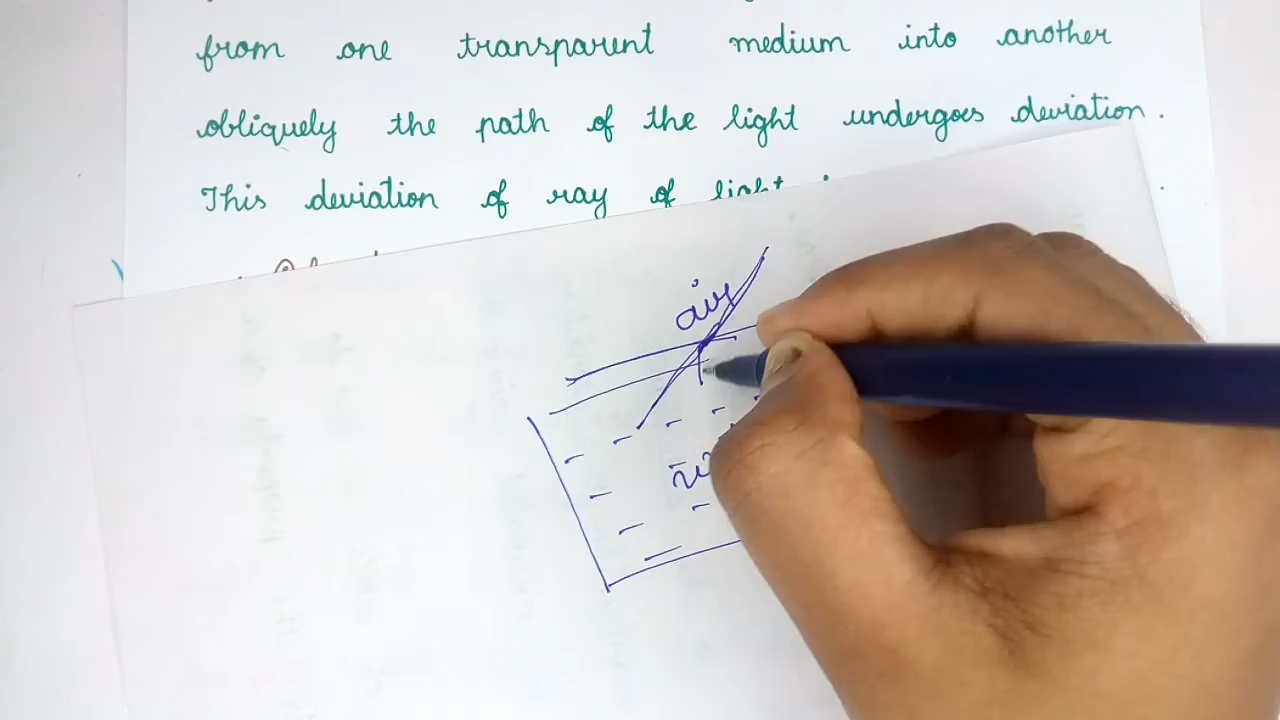 from one transparent medium into another
obliquely the path of the light undergoes deviation.
This deviation of ray of light
air